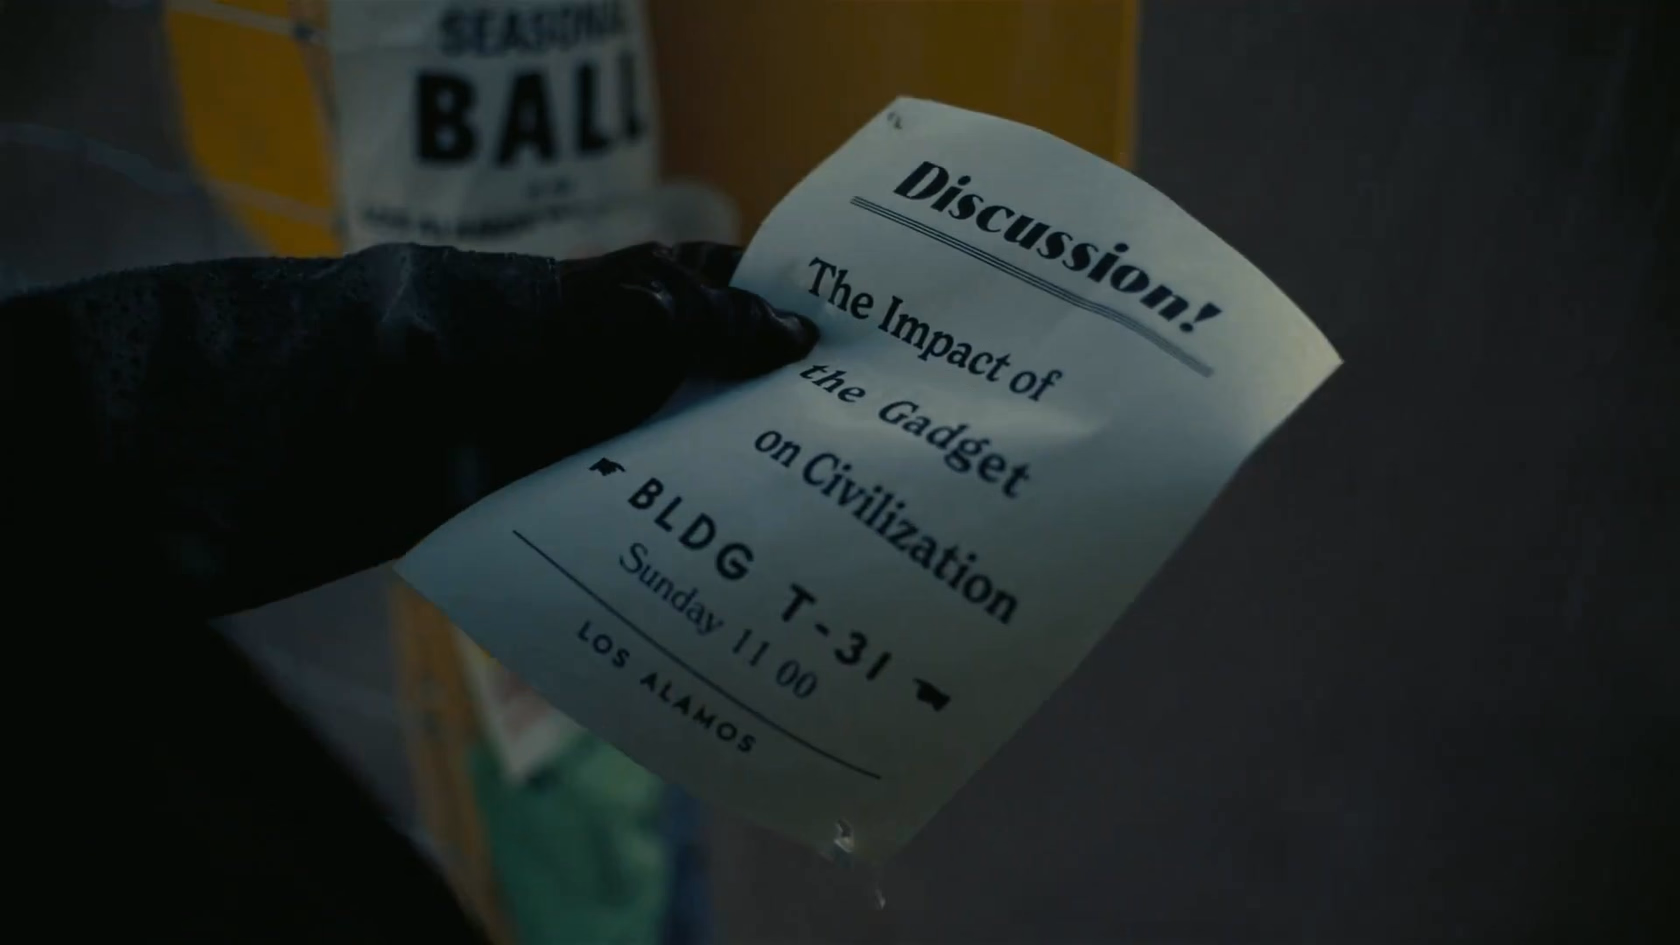 SEASONAL
BALL
Discussion!
The Impact of
the Gadget
on Civilization
BLDG T-31
Sunday 11 00
LOS ALAMOS